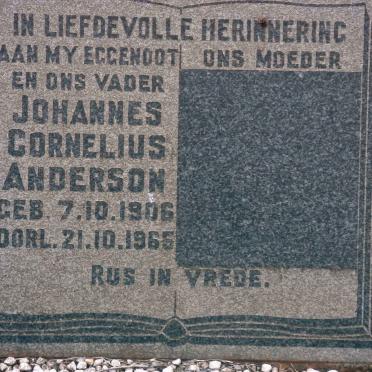 IN LIEFDEVOLLE HERINNERING
AAN MY EGGENOOT
EN ONS VADER
JOHANNES
CORNELIUS
ANDERSON
GEB. 7.10.1906
OORL. 21.10.1965
ONS MOEDER
RUS IN VREDE.